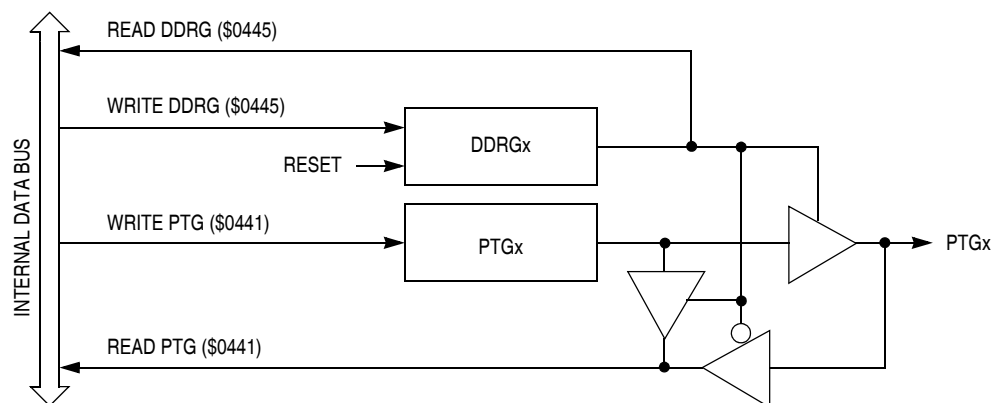 READ DDRG ($0445)
WRITE DDRG ($0445)
DDRGx
RESET
INTERNAL DATA BUS
WRITE PTG ($0441)
PTGx
PTGx
READ PTG ($0441)